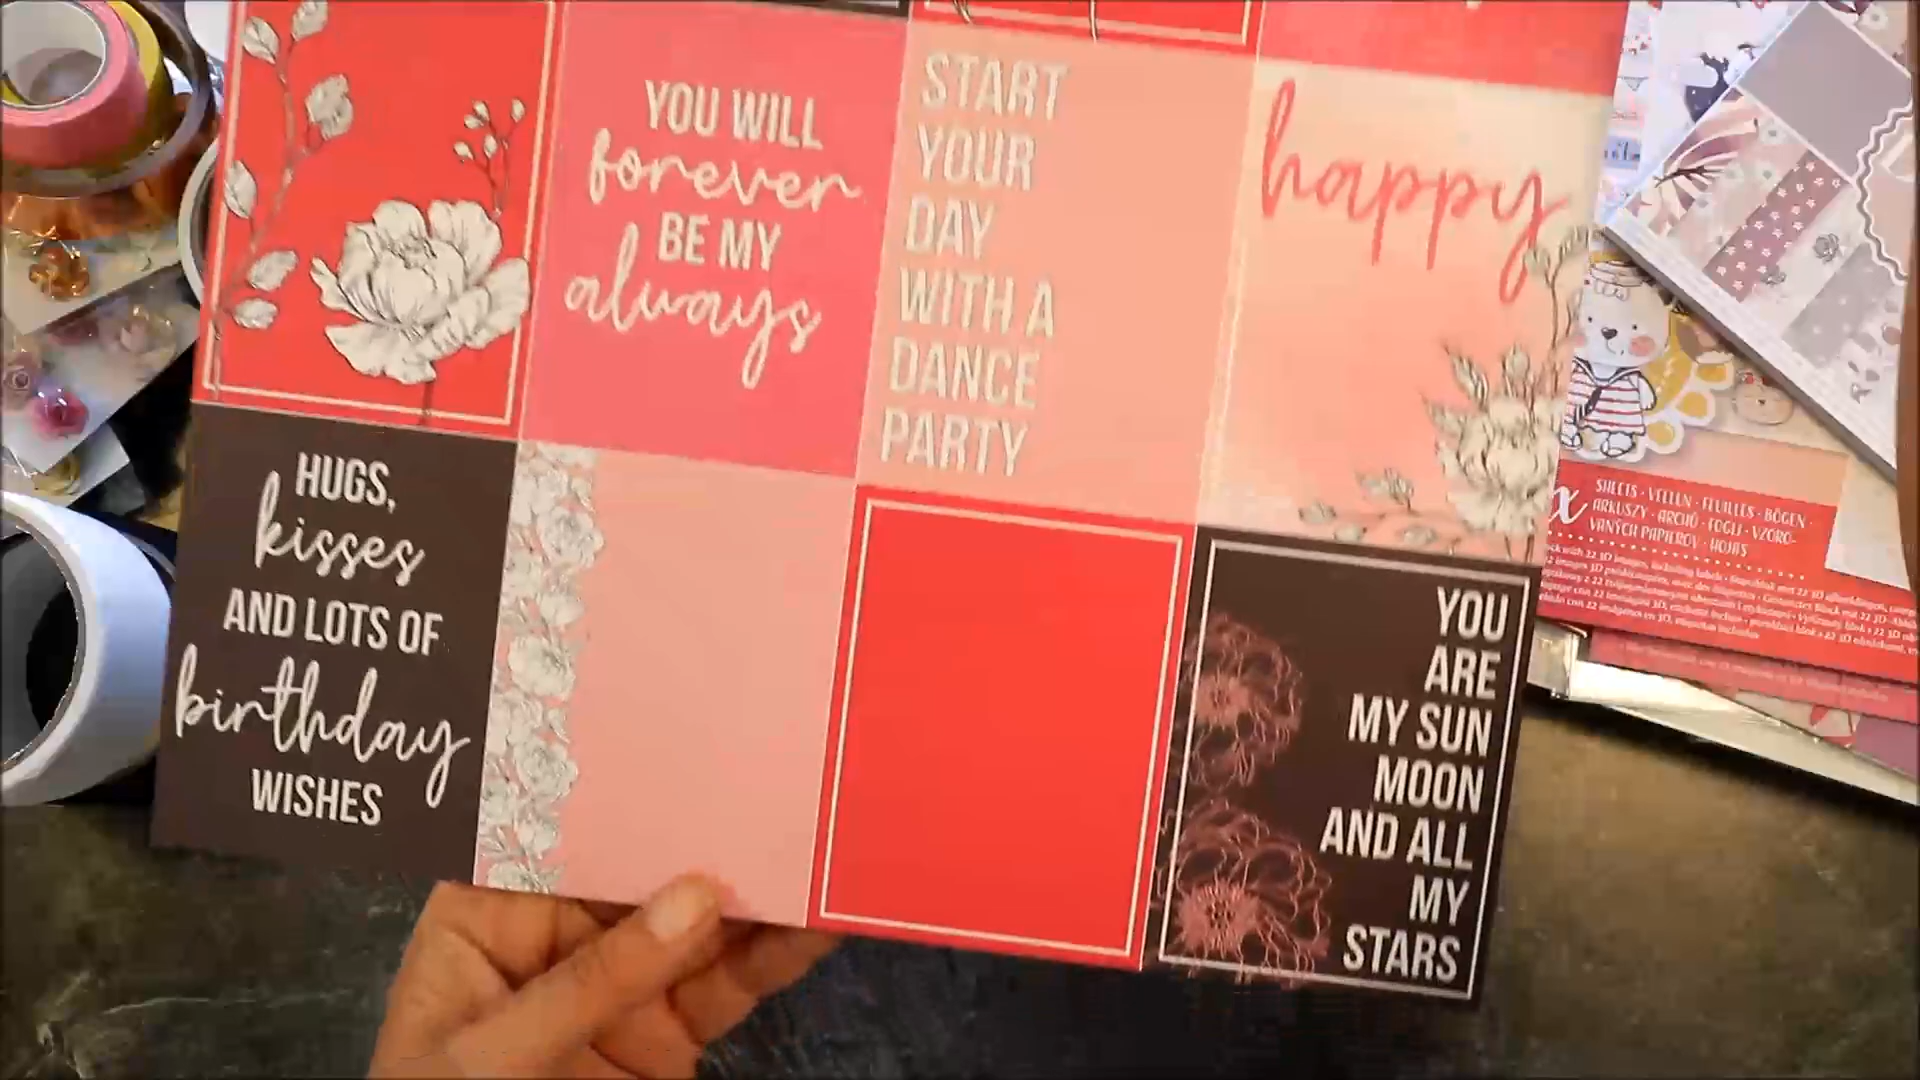 YOU WILL
forever
BE MY
always
START
YOUR
DAY
WITH A
DANCE
PARTY
happy
HUGS,
kisses
AND LOTS OF
birthday
WISHES
YOU
ARE
MY SUN
MOON
AND ALL
MY
STARS
x
SHEETS · VELLEN · FEUILLES · BÖGEN ·
ARKUSZY · ARCHŮ · FOGLI · VZORO-
VANÝCH PAPIEROV · HOJAS